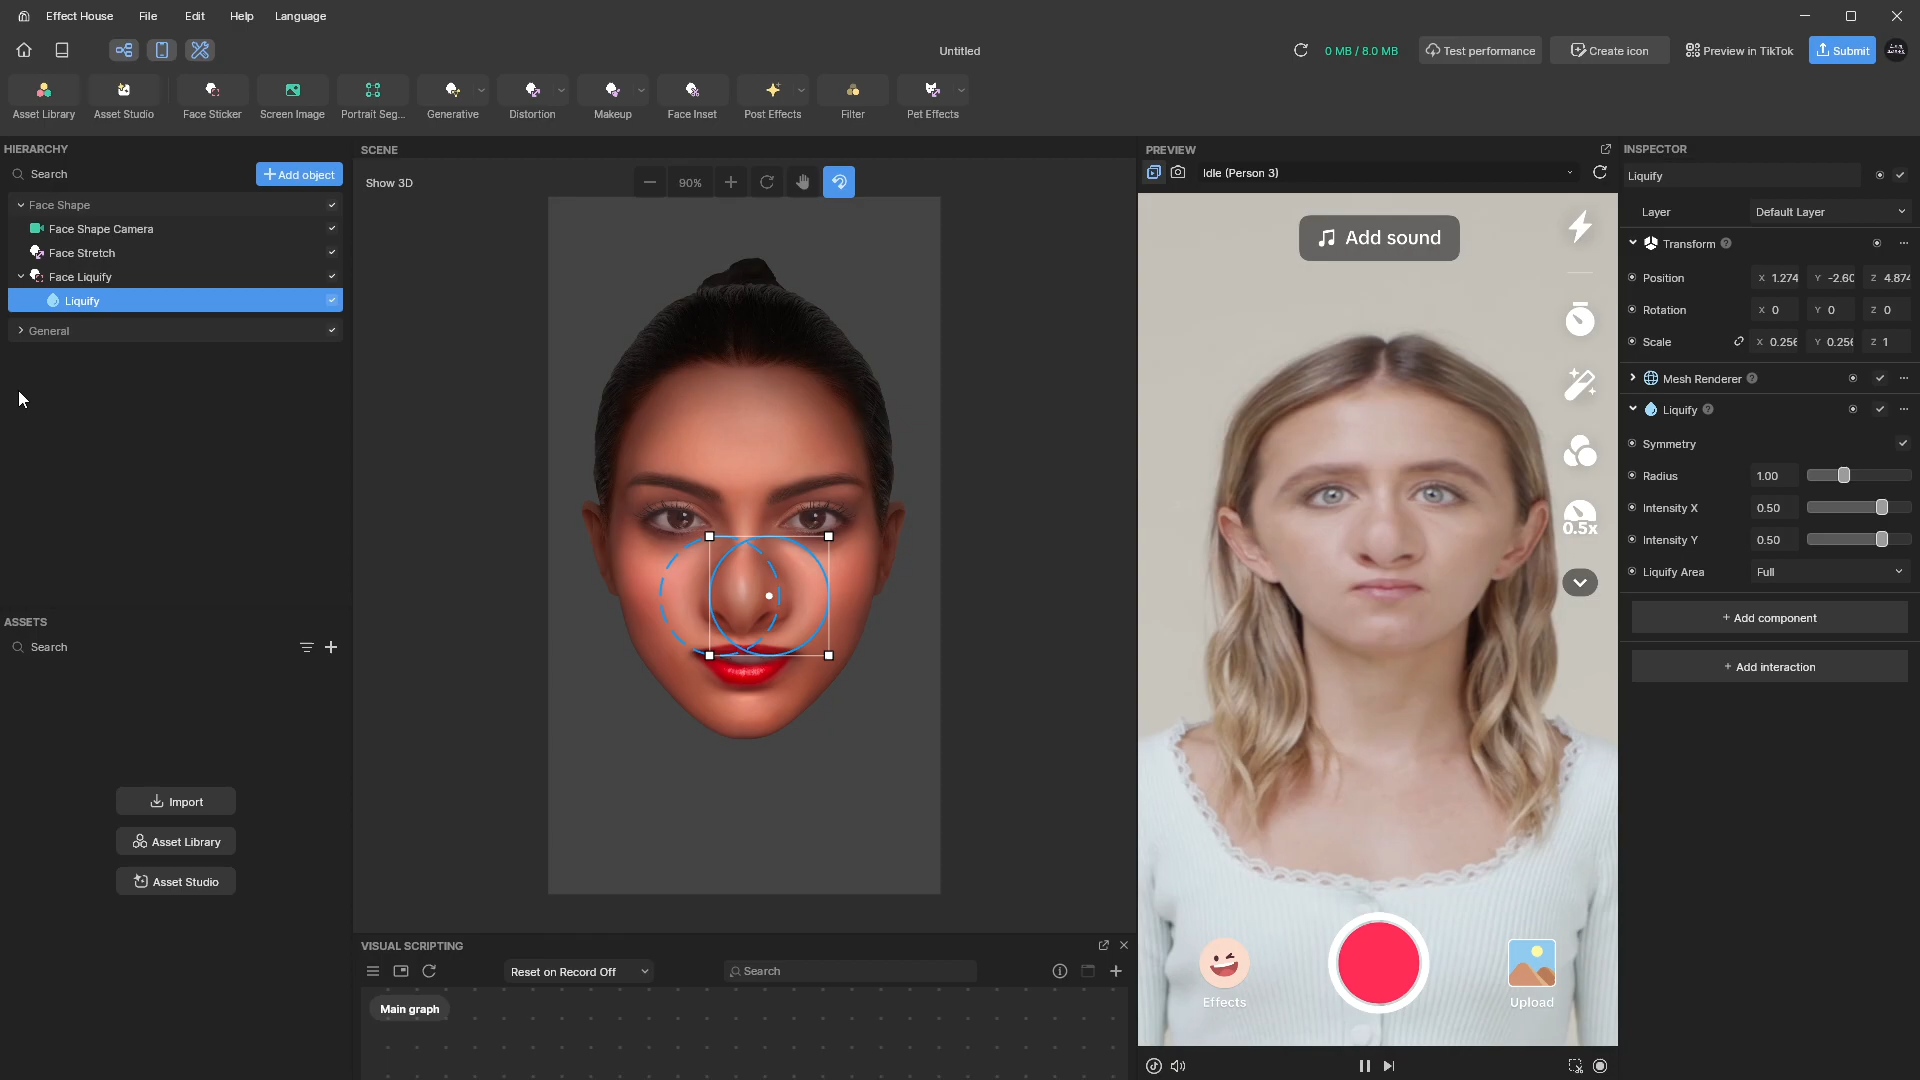 Effect House File Edit Help Language
Untitled
0 MB / 8.0 MB
Test performance
Create icon
Preview in TikTok
Submit
Asset Library
Asset Studio
Face Sticker
Screen Image
Portrait Seg...
Generative
Distortion
Makeup
Face Inset
Post Effects
Filter
Pet Effects
HIERARCHY
Search
Add object
Face Shape
Face Shape Camera
Face Stretch
Face Liquify
Liquify
General
ASSETS
Search
Import
Asset Library
Asset Studio
SCENE
Show 3D
90%
VISUAL SCRIPTING
Reset on Record Off
Search
Main graph
PREVIEW
Idle (Person 3)
Add sound
0.5x
Effects
Upload
INSPECTOR
Liquify
Layer Default Layer
Transform
Position X 1.274 Y -2.60 Z 4.874
Rotation X 0 Y 0 Z 0
Scale X 0.256 Y 0.256 Z 1
Mesh Renderer
Liquify
Symmetry
Radius 1.00
Intensity X 0.50
Intensity Y 0.50
Liquify Area Full
+ Add component
+ Add interaction